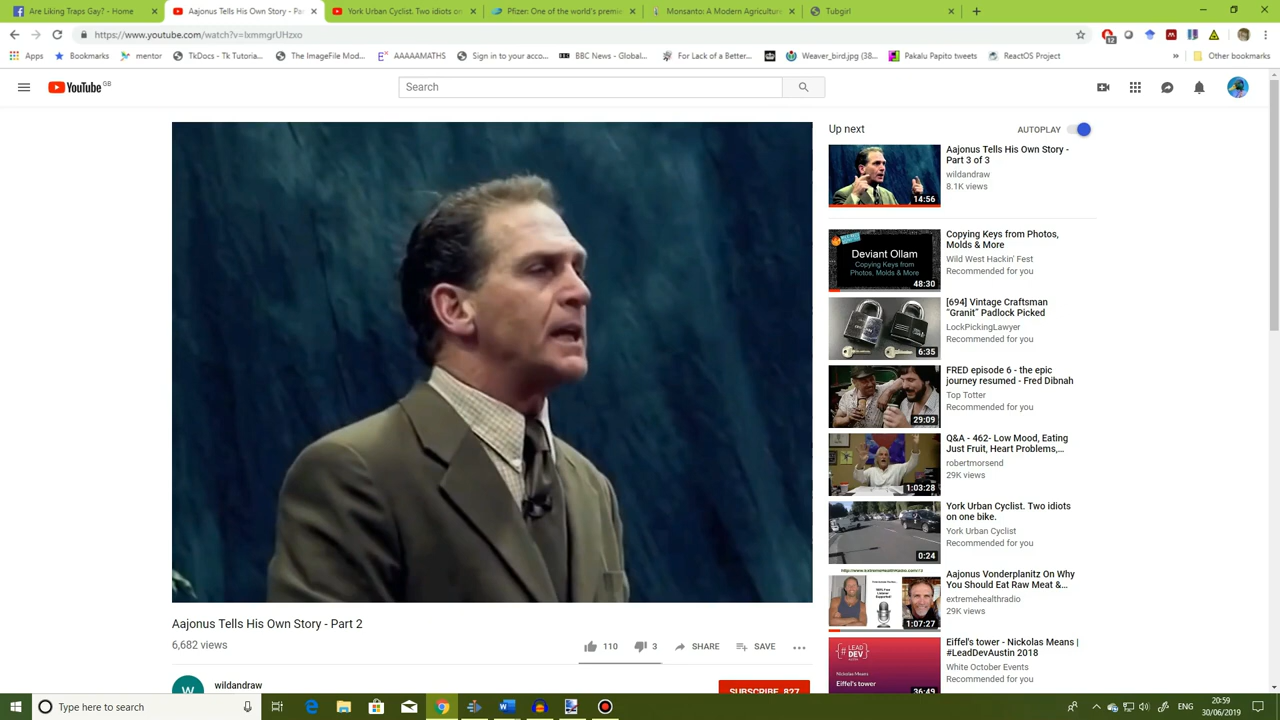 Are Liking Traps Gay? - Home
Aajonus Tells His Own Story - Par
York Urban Cyclist. Two idiots on
Pfizer: One of the world's premie
Monsanto: A Modern Agricultur
Tubgirl
https://www.youtube.com/watch?v=IxmmgrUHzxo
12
Apps
Bookmarks
mentor
TkDocs - Tk Tutoria...
The ImageFile Mod...
AAAAAMATHS
Sign in to your acco...
BBC News - Global...
For Lack of a Better...
Weaver_bird.jpg (38...
Pakalu Papito tweets
ReactOS Project
Other bookmarks
YouTube GB
Search
Up next
AUTOPLAY
Aajonus Tells His Own Story -
Part 3 of 3
wildandraw
8.1K views
14:56
Copying Keys from Photos,
Molds & More
Wild West Hackin' Fest
Recommended for you
Deviant Ollam
Copying Keys from
Photos, Molds & More
48:30
[694] Vintage Craftsman
"Granit" Padlock Picked
LockPickingLawyer
Recommended for you
6:35
FRED episode 6 - the epic
journey resumed - Fred Dibnah
Top Totter
Recommended for you
29:09
Q&A - 462- Low Mood, Eating
Just Fruit, Heart Problems,...
robertmorsend
29K views
1:03:28
York Urban Cyclist. Two idiots
on one bike.
York Urban Cyclist
Recommended for you
0:24
Aajonus Vonderplanitz On Why
You Should Eat Raw Meat &...
extremehealthradio
29K views
1:07:27
Eiffel's tower - Nickolas Means |
#LeadDevAustin 2018
White October Events
Recommended for you
# LEAD
DEV
AUSTIN
Nickolas Means
Eiffel's tower
36:49
Aajonus Tells His Own Story - Part 2
6,682 views
110
3
SHARE
SAVE
W
wildandraw
SUBSCRIBE 827
Type here to search
20:59
30/06/2019